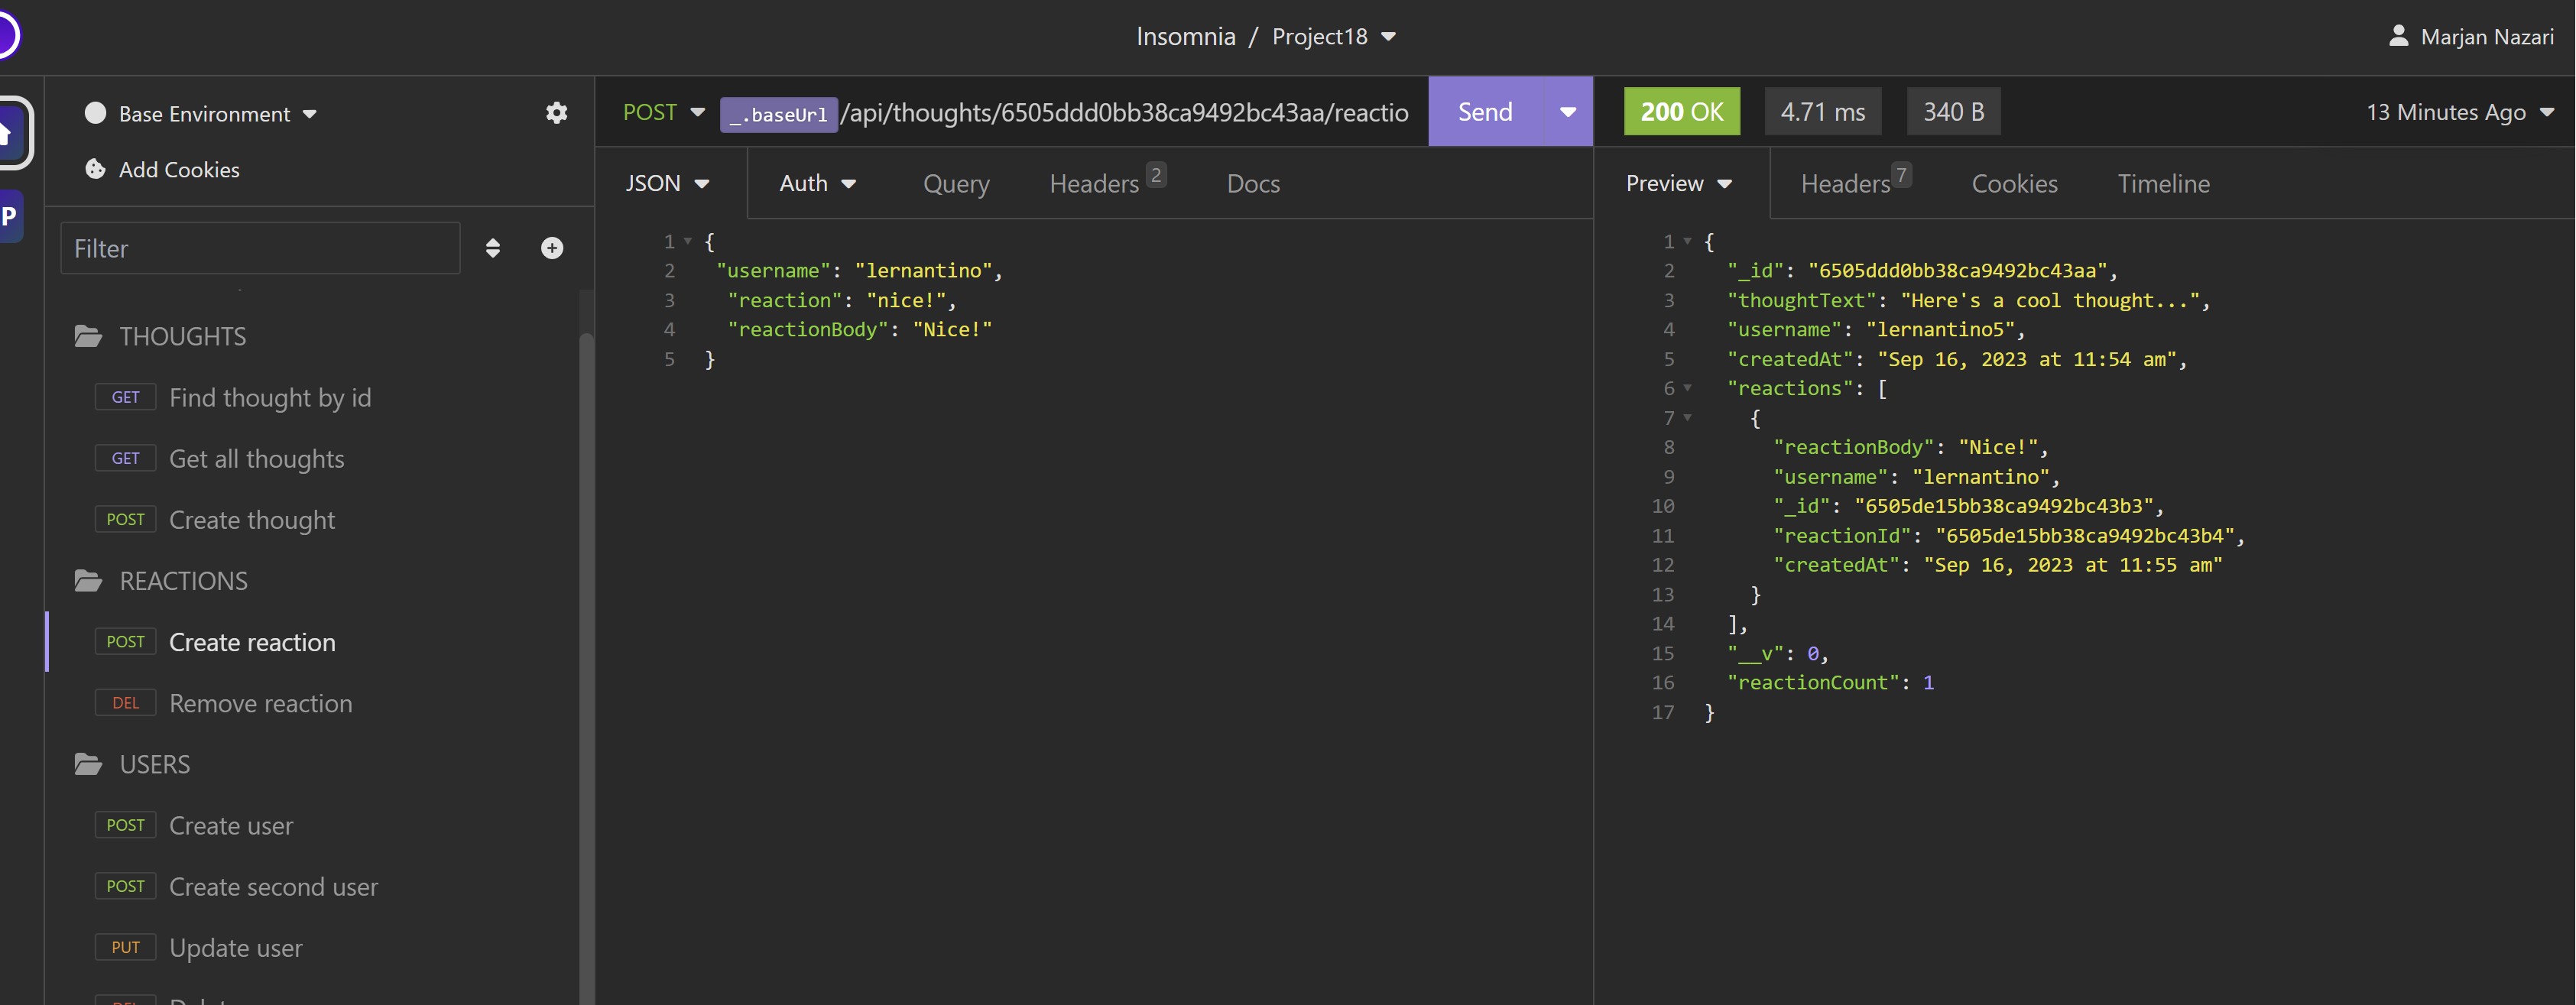 Insomnia / Project18
Marjan Nazari
P
Base Environment
Add Cookies
Filter
THOUGHTS
GET Find thought by id
GET Get all thoughts
POST Create thought
REACTIONS
POST Create reaction
DEL Remove reaction
USERS
POST Create user
POST Create second user
PUT Update user
POST _.baseUrl /api/thoughts/6505ddd0bb38ca9492bc43aa/reactio Send
JSON Auth Query Headers 2 Docs
1 {
2 "username": "lernantino",
3 "reaction": "nice!",
4 "reactionBody": "Nice!"
5 }
200 OK 4.71 ms 340 B 13 Minutes Ago
Preview Headers 7 Cookies Timeline
1 {
2 "_id": "6505ddd0bb38ca9492bc43aa",
3 "thoughtText": "Here's a cool thought...",
4 "username": "lernantino5",
5 "createdAt": "Sep 16, 2023 at 11:54 am",
6 "reactions": [
7 {
8 "reactionBody": "Nice!",
9 "username": "lernantino",
10 "_id": "6505de15bb38ca9492bc43b3",
11 "reactionId": "6505de15bb38ca9492bc43b4",
12 "createdAt": "Sep 16, 2023 at 11:55 am"
13 }
14 ],
15 "__v": 0,
16 "reactionCount": 1
17 }